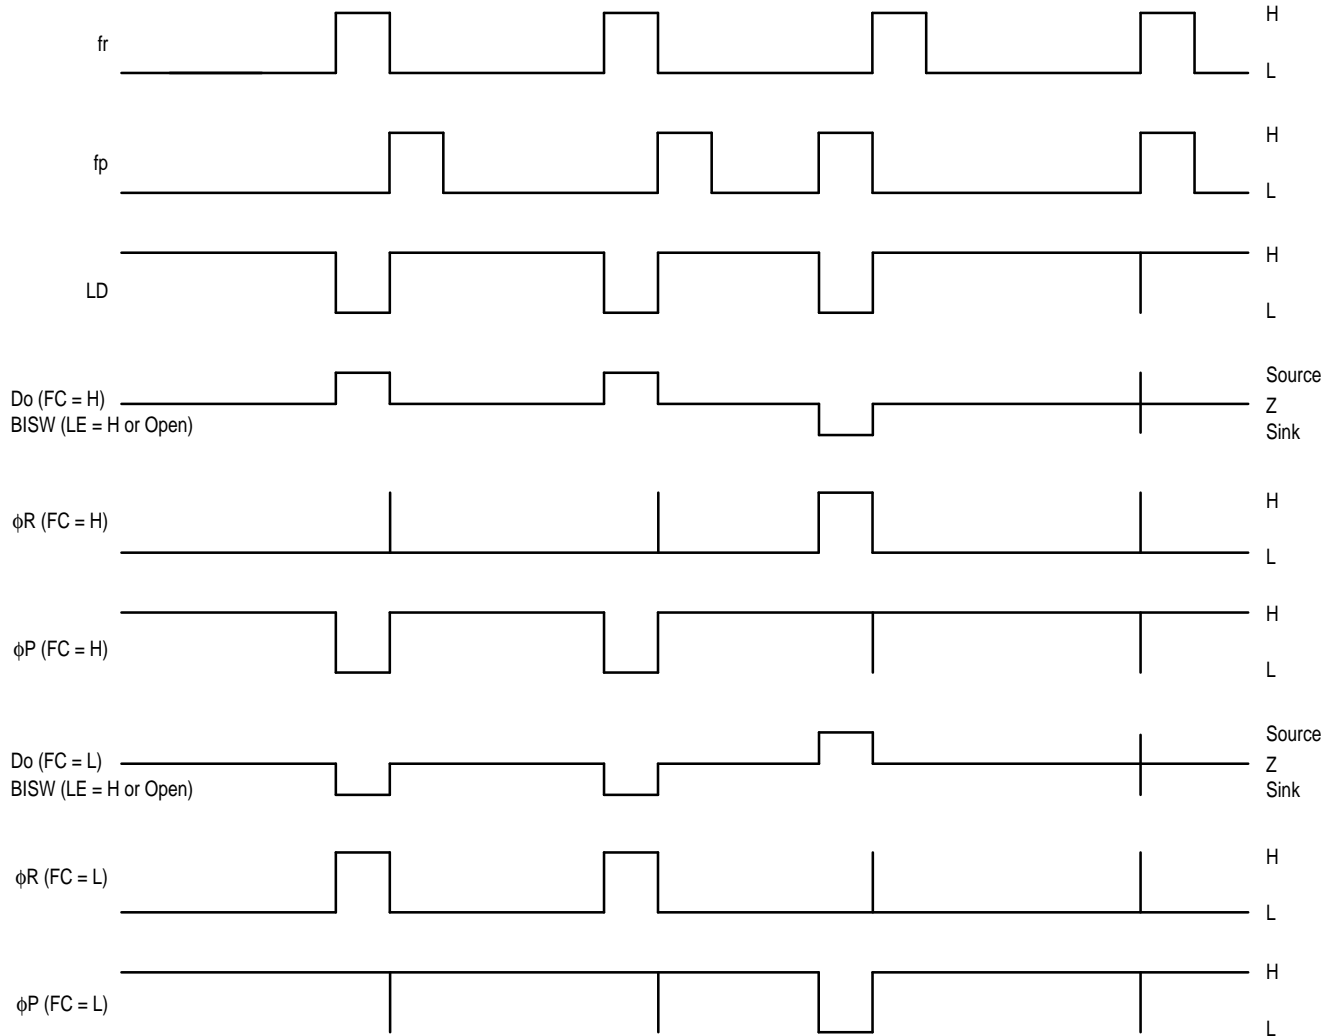 H
fr
L
H
fp
L
H
LD
L
Source
Do (FC = H)
Z
BISW (LE = H or Open)
Sink
H
ϕR (FC = H)
L
H
ϕP (FC = H)
L
Source
Do (FC = L)
Z
BISW (LE = H or Open)
Sink
H
ϕR (FC = L)
L
H
ϕP (FC = L)
L